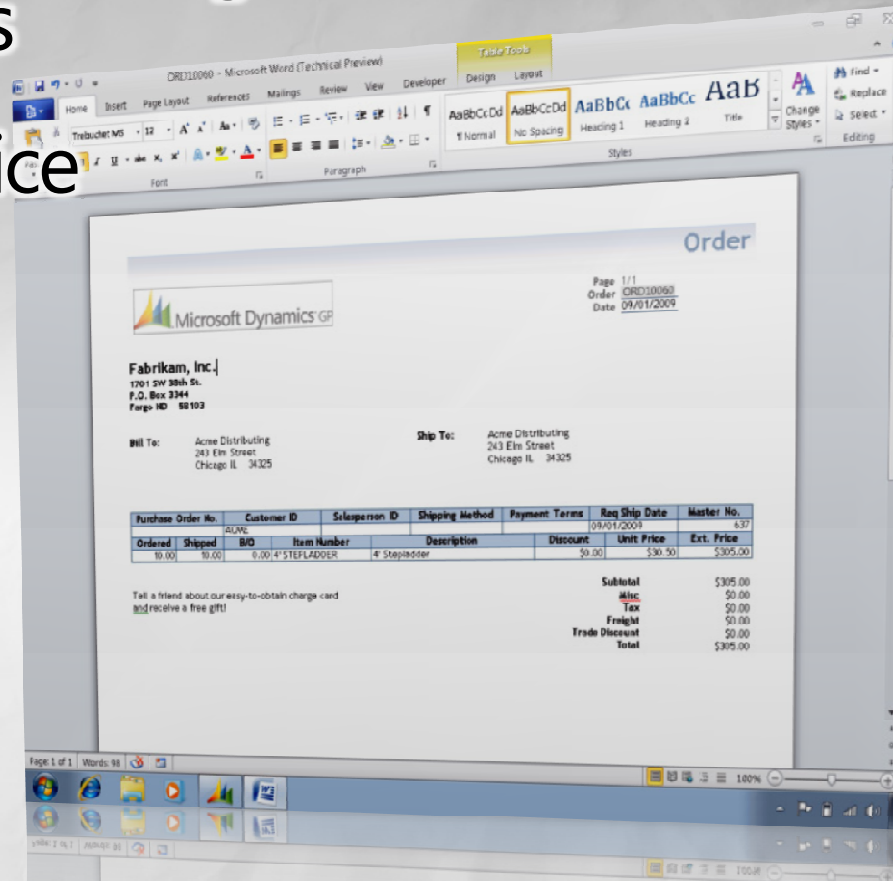 s
ice
ORD10060 - Microsoft Word (Technical Preview)
Table Tools
Home Insert Page Layout References Mailings Review View Developer Design Layout
Trebuchet MS 12
AaBbCcDd AaBbCcDd AaBbCc AaBbCc AaB
¶ Normal No Spacing Heading 1 Heading 2 Title
Change Styles
Find
Replace
Select
Font Paragraph Styles Editing
Order
Page 1/1
Order ORD10060
Date 09/01/2009
Microsoft Dynamics GP
Fabrikam, Inc.
1701 SW 38th St.
P.O. Box 3344
Fargo ND 58103
Bill To: Acme Distributing Ship To: Acme Distributing
243 Elm Street 243 Elm Street
Chicago IL 34325 Chicago IL 34325
Purchase Order No. Customer ID Salesperson ID Shipping Method Payment Terms Req Ship Date Master No.
ACME 09/01/2009 637
Ordered Shipped B/O Item Number Description Discount Unit Price Ext. Price
10.00 10.00 0.00 4'STEPLADDER 4' Stepladder $0.00 $30.50 $305.00
Tell a friend about our easy-to-obtain charge card
and receive a free gift!
Subtotal $305.00
Misc $0.00
Tax $0.00
Freight $0.00
Trade Discount $0.00
Total $305.00
Page: 1 of 1 Words: 98 100%